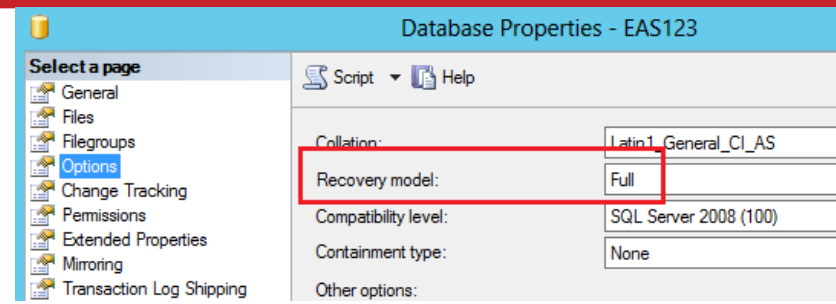 Database Properties - EAS123
Select a page
General
Files
Filegroups
Options
Change Tracking
Permissions
Extended Properties
Mirroring
Transaction Log Shipping
Script Help
Collation: Latin1_General_CI_AS
Recovery model: Full
Compatibility level: SQL Server 2008 (100)
Containment type: None
Other options: